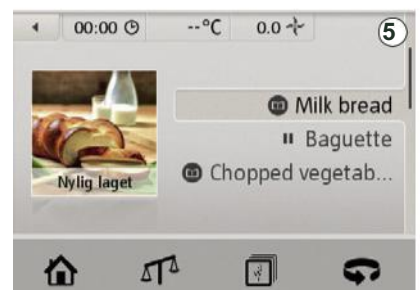 00:00 --°C 0.0 5
Milk bread
Baguette
Chopped vegetab...
Nylig laget